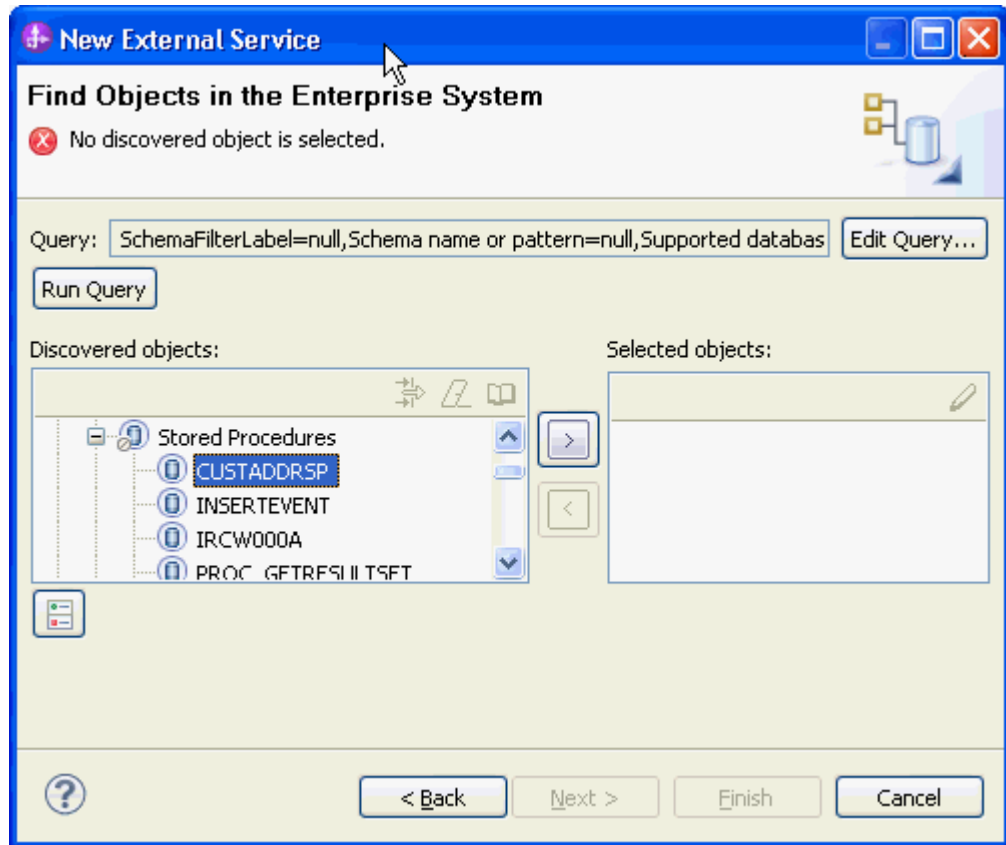 New External Service
Find Objects in the Enterprise System
No discovered object is selected.
Query: SchemaFilterLabel=null,Schema name or pattern=null,Supported databas Edit Query...
Run Query
Discovered objects: Selected objects:
Stored Procedures
>
CUSTADDRSP
INSERTEVENT
<
IRCW000A
PROC_GETRESULTSET
? < Back Next > Finish Cancel